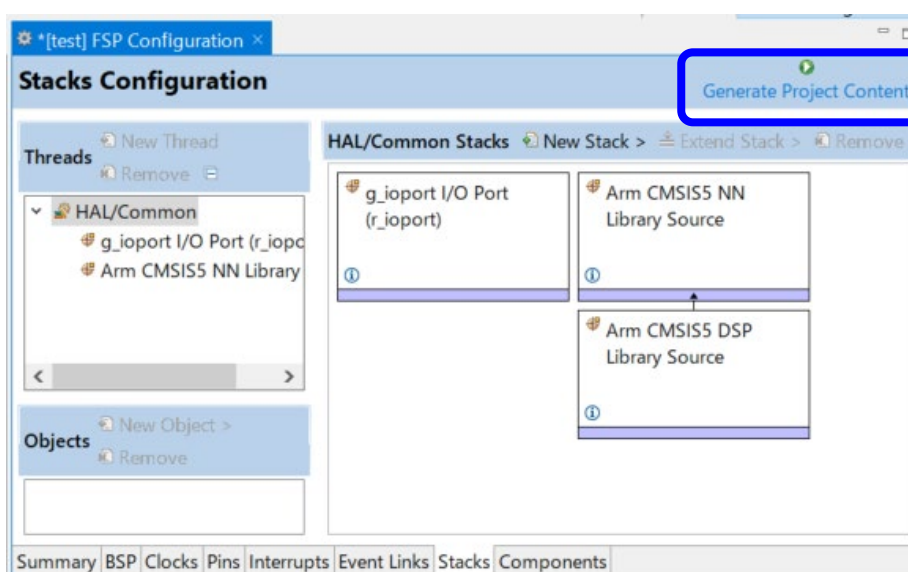 *[test] FSP Configuration
Stacks Configuration
Generate Project Content
Threads
New Thread
Remove
HAL/Common
g_ioport I/O Port (r_iopo
Arm CMSIS5 NN Library
Objects
New Object >
Remove
HAL/Common Stacks New Stack > Extend Stack > Remove
g_ioport I/O Port
(r_ioport)
Arm CMSIS5 NN
Library Source
Arm CMSIS5 DSP
Library Source
Summary BSP Clocks Pins Interrupts Event Links Stacks Components